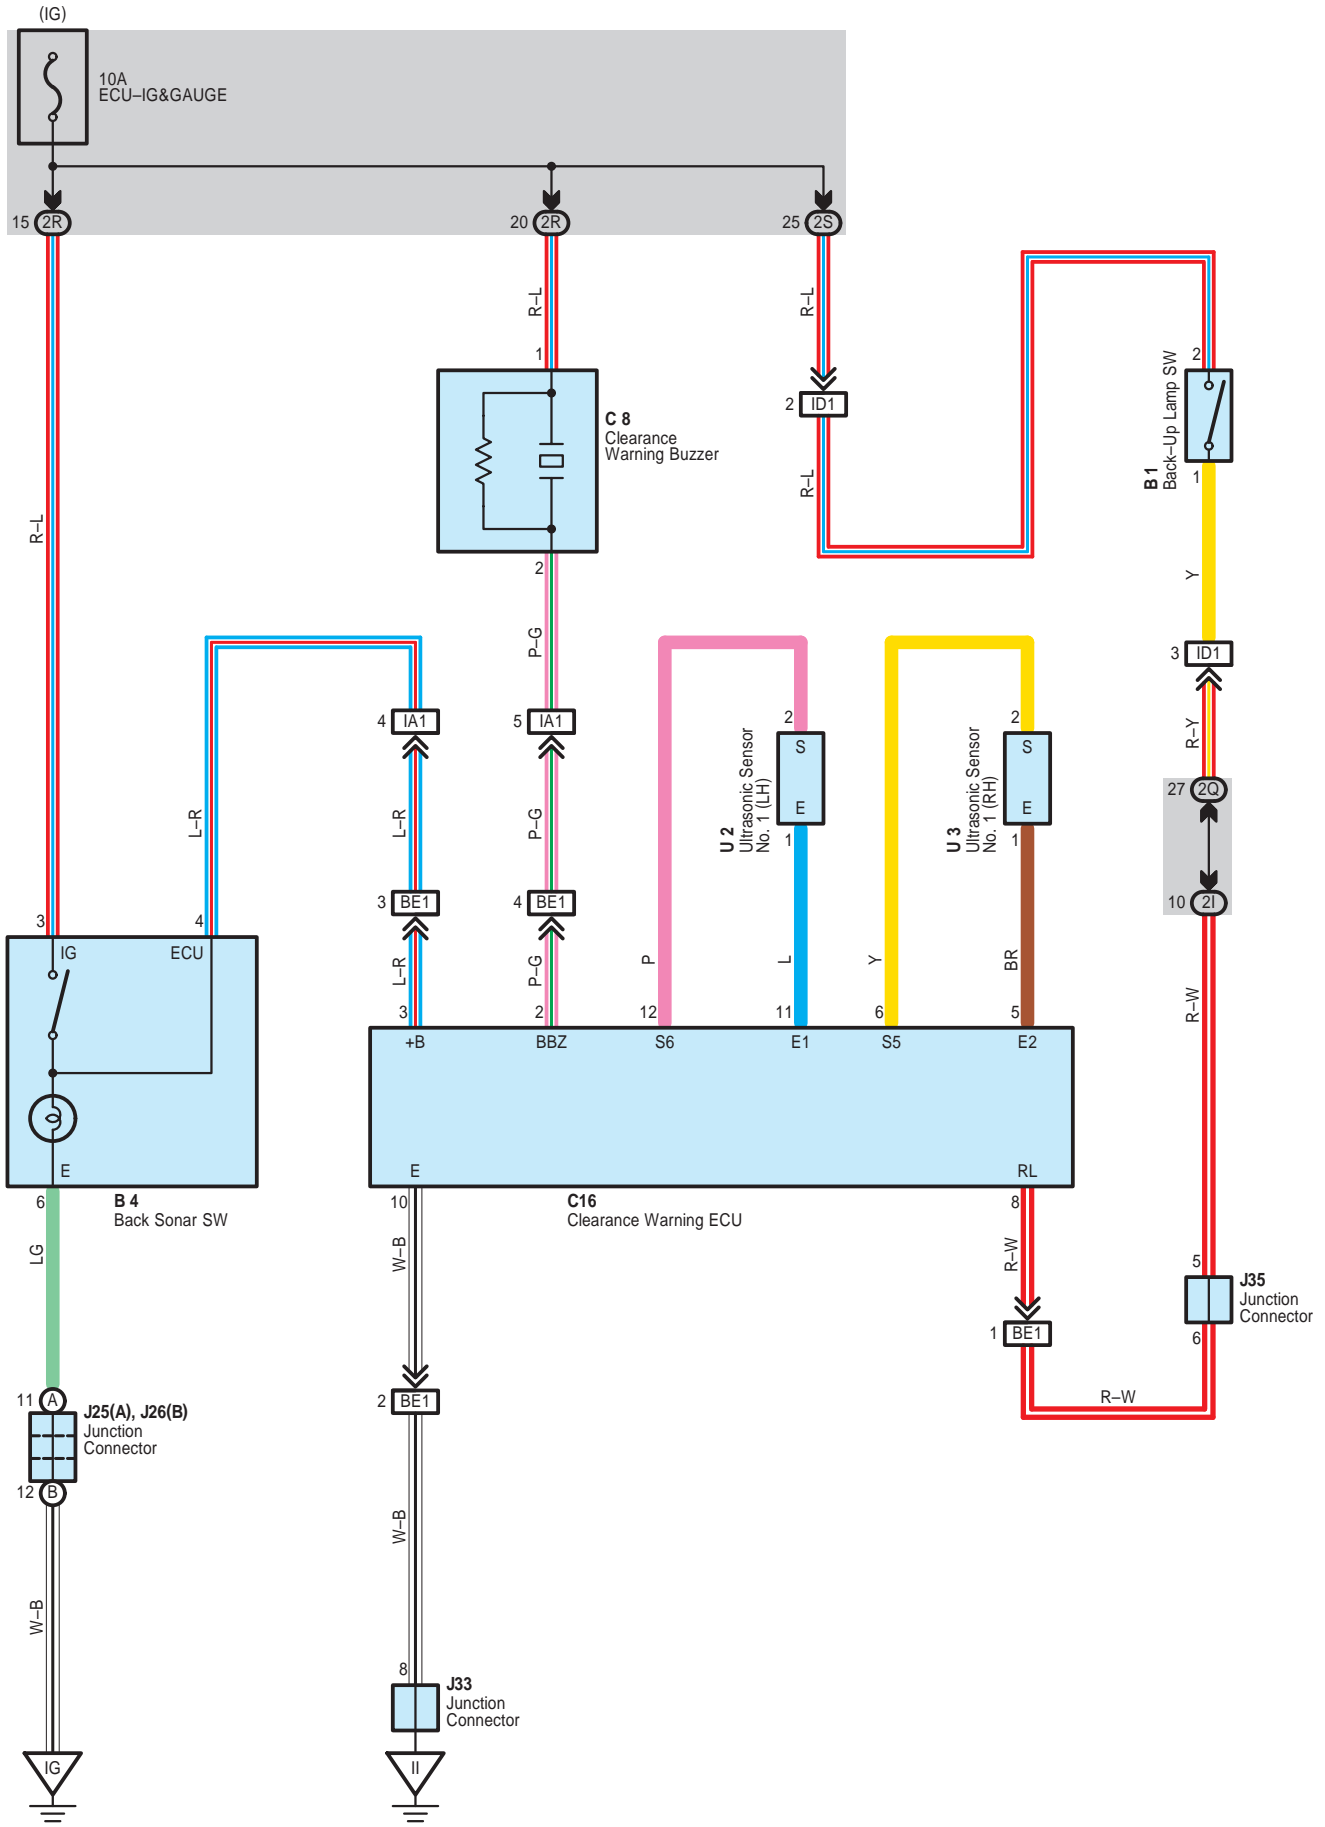 (IG)
10A
ECU–IG&GAUGE
15 2R
20 2R
25 2S
R–L
R–L
R–L
1
2
C 8
Clearance
Warning Buzzer
2 ID1
B 1
Back–Up Lamp SW
R–L
1
R–L
2
Y
P–G
3 ID1
4 IA1
5 IA1
2
S
E
1
U 2
Ultrasonic Sensor
No. 1 (LH)
2
S
E
1
U 3
Ultrasonic Sensor
No. 1 (RH)
R–Y
27 2Q
L–R
L–R
P–G
3 BE1
4 BE1
10 2I
3
4
IG
ECU
L–R
P–G
P
L
Y
BR
R–W
3
2
12
11
6
5
+B
BBZ
S6
E1
S5
E2
E
E
RL
6
B 4
Back Sonar SW
10
C16
Clearance Warning ECU
8
LG
W–B
R–W
5
J35
Junction
Connector
6
1 BE1
R–W
11 A
J25(A), J26(B)
Junction
Connector
12 B
2 BE1
W–B
W–B
8
J33
Junction
Connector
IG
II